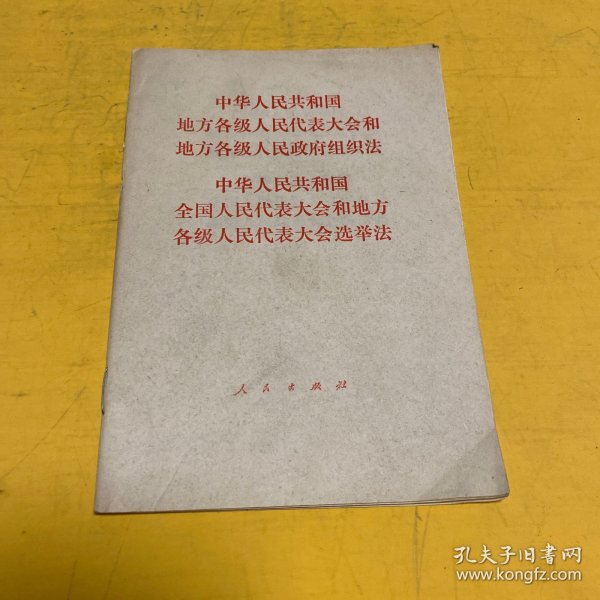 中华人民共和国
地方各级人民代表大会和
地方各级人民政府组织法
中华人民共和国
全国人民代表大会和地方
各级人民代表大会选举法
人民出版社
孔夫子旧书网
www.kongfz.com